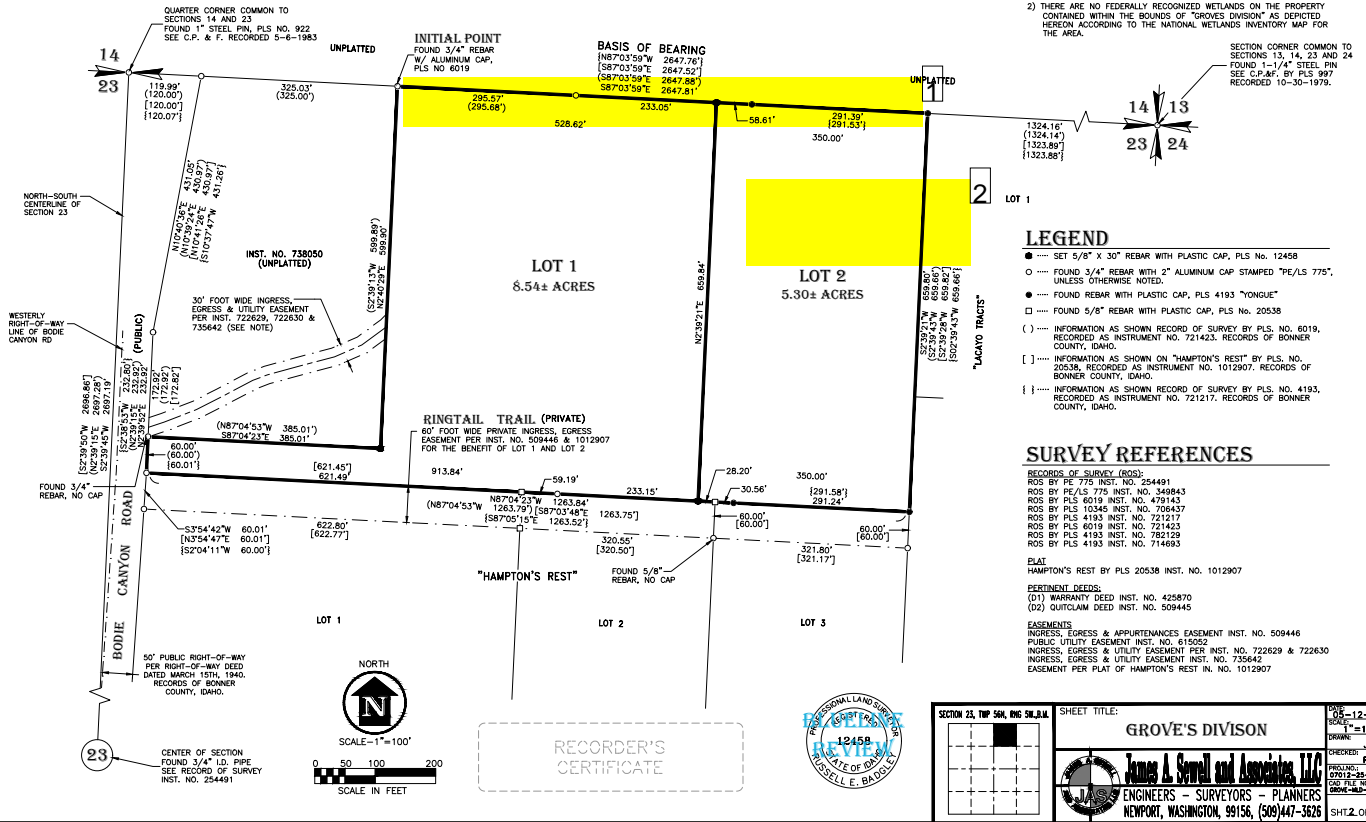 QUARTER CORNER COMMON TO
SECTIONS 14 AND 23
FOUND 1" STEEL PIN, PLS NO. 922
SEE C.P. & F. RECORDED 5-6-1983
14
23
UNPLATTED
INITIAL POINT
FOUND 3/4" REBAR
W/ ALUMINUM CAP,
PLS NO 6019
BASIS OF BEARING
(N87°03'59"W 2647.76')
[S87°03'59"E 2647.52']
(S87°03'59"E 2647.88')
S87°03'59"E 2647.81'
UNPLATTED
1
2) THERE ARE NO FEDERALLY RECOGNIZED WETLANDS ON THE PROPERTY
CONTAINED WITHIN THE BOUNDS OF "GROVES DIVISION" AS DEPICTED
HEREON ACCORDING TO THE NATIONAL WETLANDS INVENTORY MAP FOR
THE AREA.
SECTION CORNER COMMON TO
SECTIONS 13, 14, 23 AND 24
FOUND 1-1/4" STEEL PIN
SEE C.P.&F. BY PLS 997
RECORDED 10-30-1979.
14 13
23 24
119.99'
(120.00')
[120.00']
{120.07'}
325.03'
(325.00')
295.57'
(295.68')
233.05'
528.62'
58.61'
291.39'
{291.53'}
350.00'
1324.16'
(1324.14')
[1323.89']
{1323.88'}
NORTH-SOUTH
CENTERLINE OF
SECTION 23
N10°40'36"E 431.05'
(N10°39'24"E 430.97')
[N10°41'26"E 430.97']
{S10°37'47"W 431.26'}
INST. NO. 738050
(UNPLATTED)
(S2°39'13"W 599.89')
N2°40'29"E 599.90'
LOT 1
8.54± ACRES
N2°39'21"E 659.84'
2
LOT 1
LOT 2
5.30± ACRES
S2°39'21"W 659.80'
(S2°39'43"W 659.66')
[S2°39'28"W 659.82']
{S02°39'43"W 659.66'}
"LACAYO TRACTS"
30' FOOT WIDE INGRESS,
EGRESS & UTILITY EASEMENT
PER INST. 722629, 722630 &
735642 (SEE NOTE)
WESTERLY
RIGHT-OF-WAY
LINE OF BODIE
CANYON RD
(PUBLIC)
[S2°39'50"W 2696.86']
(N2°39'15"E 2697.28')
S2°39'45"W 2697.19'
{S2°38'53"W 232.80'}
(N2°39'15"E 232.92')
N2°39'52"E 232.92'
172.92'
(172.92')
[172.82']
(N87°04'53"W 385.01')
S87°04'23"E 385.01'
RINGTAIL TRAIL (PRIVATE)
60' FOOT WIDE PRIVATE INGRESS, EGRESS
EASEMENT PER INST. NO. 509446 & 1012907
FOR THE BENEFIT OF LOT 1 AND LOT 2
60.00'
(60.00')
{60.01'}
FOUND 3/4"
REBAR, NO CAP
[621.45']
621.49'
913.84'
59.19'
233.15'
28.20'
30.56'
350.00'
{291.58'}
291.24'
N87°04'23"W 1263.84'
(N87°04'53"W 1263.79') [S87°03'48"E 1263.75']
{S87°05'15"E 1263.52'}
60.00'
[60.00']
60.00'
[60.00']
S3°54'42"W 60.01'
[N3°54'47"E 60.01']
{S2°04'11"W 60.00'}
622.80'
[622.77']
320.55'
[320.50']
321.80'
[321.17']
"HAMPTON'S REST"
FOUND 5/8"
REBAR, NO CAP
LOT 1
LOT 2
LOT 3
BODIE CANYON ROAD
50' PUBLIC RIGHT-OF-WAY
PER RIGHT-OF-WAY DEED
DATED MARCH 15TH, 1940.
RECORDS OF BONNER
COUNTY, IDAHO.
23
CENTER OF SECTION
FOUND 3/4" I.D. PIPE
SEE RECORD OF SURVEY
INST. NO. 254491
NORTH
N
SCALE-1"=100'
0 50 100 200
SCALE IN FEET
RECORDER'S
CERTIFICATE
PROFESSIONAL LAND SURVEYOR
REGISTERED
12458
STATE OF IDAHO
RUSSELL E. BADGLEY
BLUELINE
REVIEW
LEGEND
SET 5/8" X 30" REBAR WITH PLASTIC CAP, PLS No. 12458
FOUND 3/4" REBAR WITH 2" ALUMINUM CAP STAMPED "PE/LS 775",
UNLESS OTHERWISE NOTED.
FOUND REBAR WITH PLASTIC CAP, PLS 4193 "YONGUE"
FOUND 5/8" REBAR WITH PLASTIC CAP, PLS No. 20538
( ) ···· INFORMATION AS SHOWN RECORD OF SURVEY BY PLS. NO. 6019,
RECORDED AS INSTRUMENT NO. 721423. RECORDS OF BONNER
COUNTY, IDAHO.
[ ] ···· INFORMATION AS SHOWN ON "HAMPTON'S REST" BY PLS. NO.
20538, RECORDED AS INSTRUMENT NO. 1012907. RECORDS OF
BONNER COUNTY, IDAHO.
{ } ···· INFORMATION AS SHOWN RECORD OF SURVEY BY PLS. NO. 4193,
RECORDED AS INSTRUMENT NO. 721217. RECORDS OF BONNER
COUNTY, IDAHO.
SURVEY REFERENCES
RECORDS OF SURVEY (ROS):
ROS BY PE 775 INST. NO. 254491
ROS BY PE/LS 775 INST. NO. 349843
ROS BY PLS 6019 INST. NO. 479143
ROS BY PLS 10345 INST. NO. 706437
ROS BY PLS 4193 INST. NO. 721217
ROS BY PLS 6019 INST. NO. 721423
ROS BY PLS 4193 INST. NO. 782129
ROS BY PLS 4193 INST. NO. 714693
PLAT
HAMPTON'S REST BY PLS 20538 INST. NO. 1012907
PERTINENT DEEDS:
(D1) WARRANTY DEED INST. NO. 425870
(D2) QUITCLAIM DEED INST. NO. 509445
EASEMENTS
INGRESS, EGRESS & APPURTENANCES EASEMENT INST. NO. 509446
PUBLIC UTILITY EASEMENT INST. NO. 615052
INGRESS, EGRESS & UTILITY EASEMENT PER INST. NO. 722629 & 722630
INGRESS, EGRESS & UTILITY EASEMENT INST. NO. 735642
EASEMENT PER PLAT OF HAMPTON'S REST IN. NO. 1012907
SECTION 23, TWP 56N, RNG 5W.,B.M.
SHEET TITLE:
GROVE'S DIVISON
JAS
James A. Sewell and Associates, LLC
ENGINEERS - SURVEYORS - PLANNERS
NEWPORT, WASHINGTON, 99156, (509)447-3626
DATE:
05-12-
SCALE:
1"=1
DRAWN:
CHECKED:
PROJ.NO.:
07012-25-
CAD FILE N
GROVE-MLD-
SHT.2 O